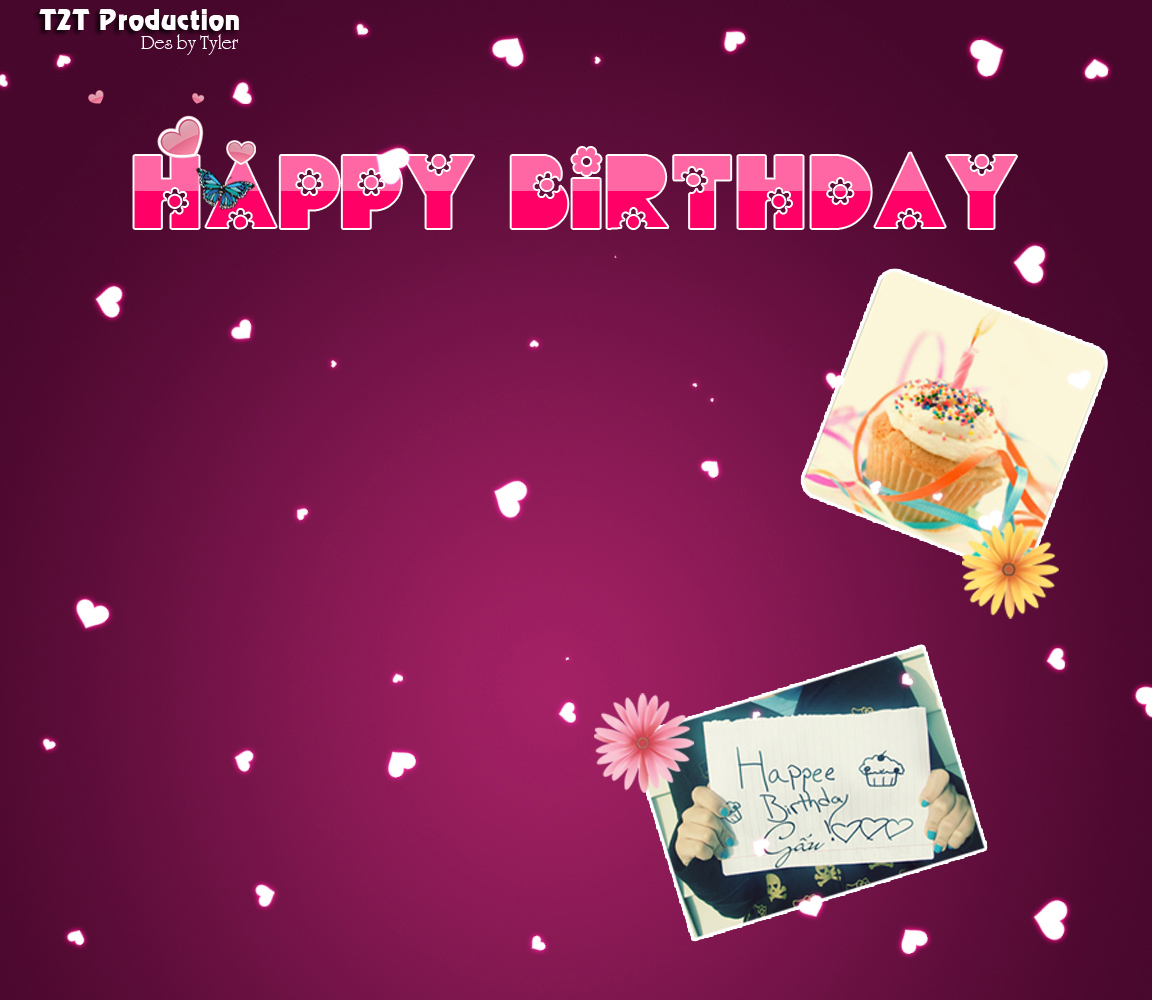 T2T Production
Des by Tyler
HAPPY BiRTHDAY
Happee
Birthday
Gấu !